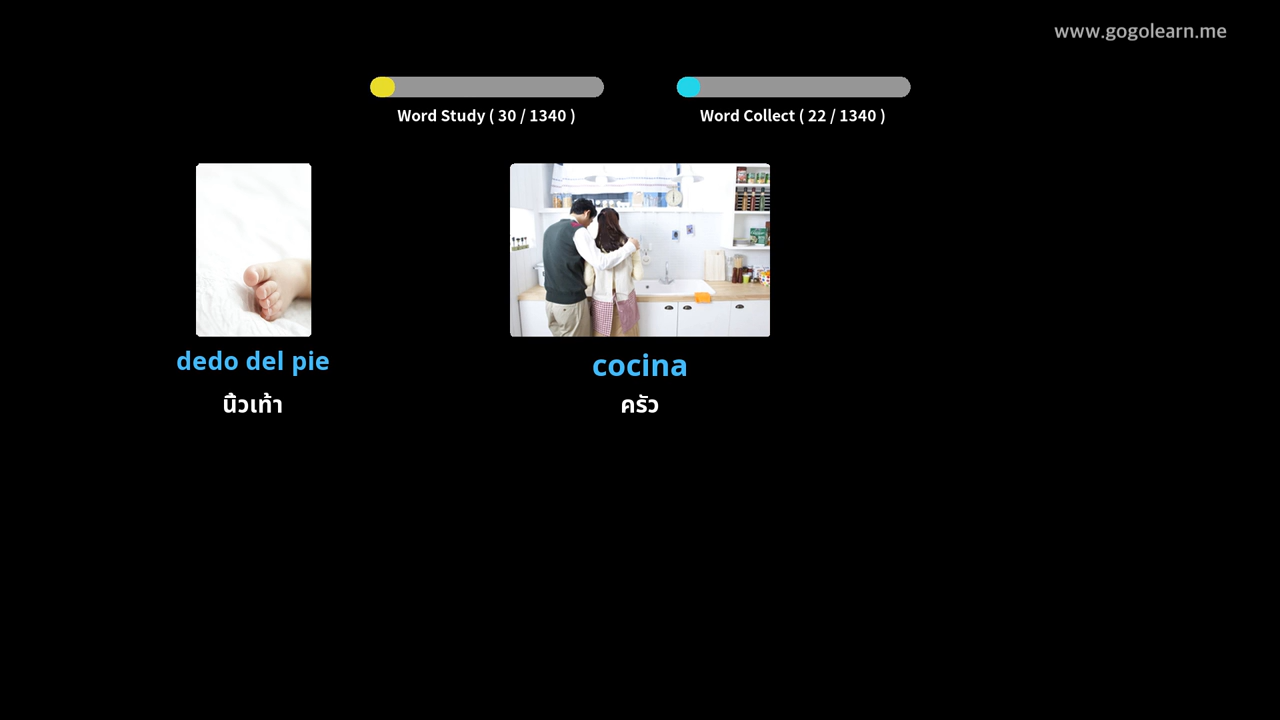 www.gogolearn.me
Word Study ( 30 / 1340 )
Word Collect ( 22 / 1340 )
dedo del pie
นิ้วเท้า
cocina
ครัว